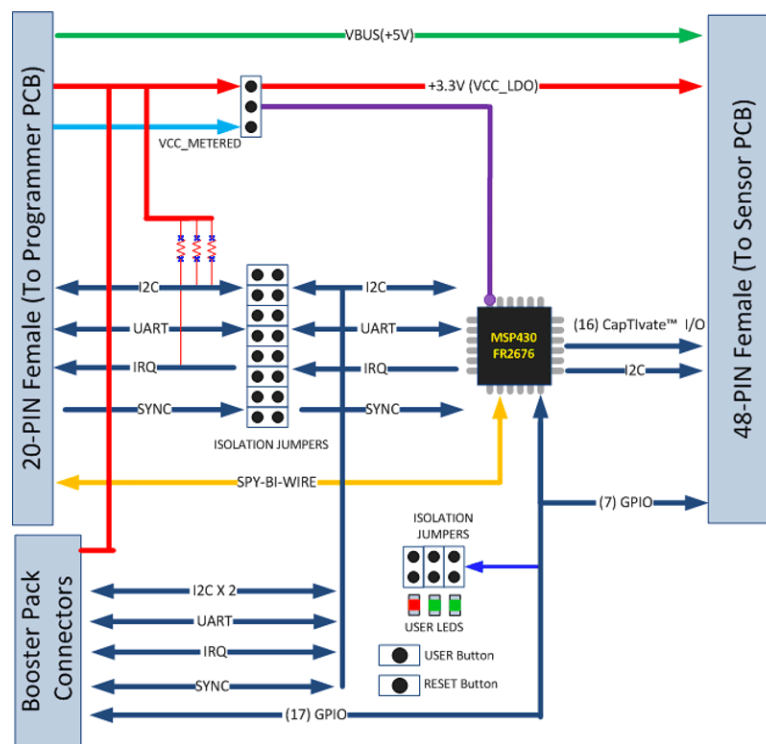 20-PIN Female (To Programmer PCB)
VBUS(+5V)
+3.3V (VCC_LDO)
VCC_METERED
48-PIN Female (To Sensor PCB)
I2C
I2C
UART
UART
IRQ
IRQ
SYNC
SYNC
ISOLATION JUMPERS
MSP430
FR2676
(16) CapTIvate™ I/O
I2C
SPY-BI-WIRE
(7) GPIO
ISOLATION
JUMPERS
USER LEDS
USER Button
RESET Button
Booster Pack
Connectors
I2C X 2
UART
IRQ
SYNC
(17) GPIO